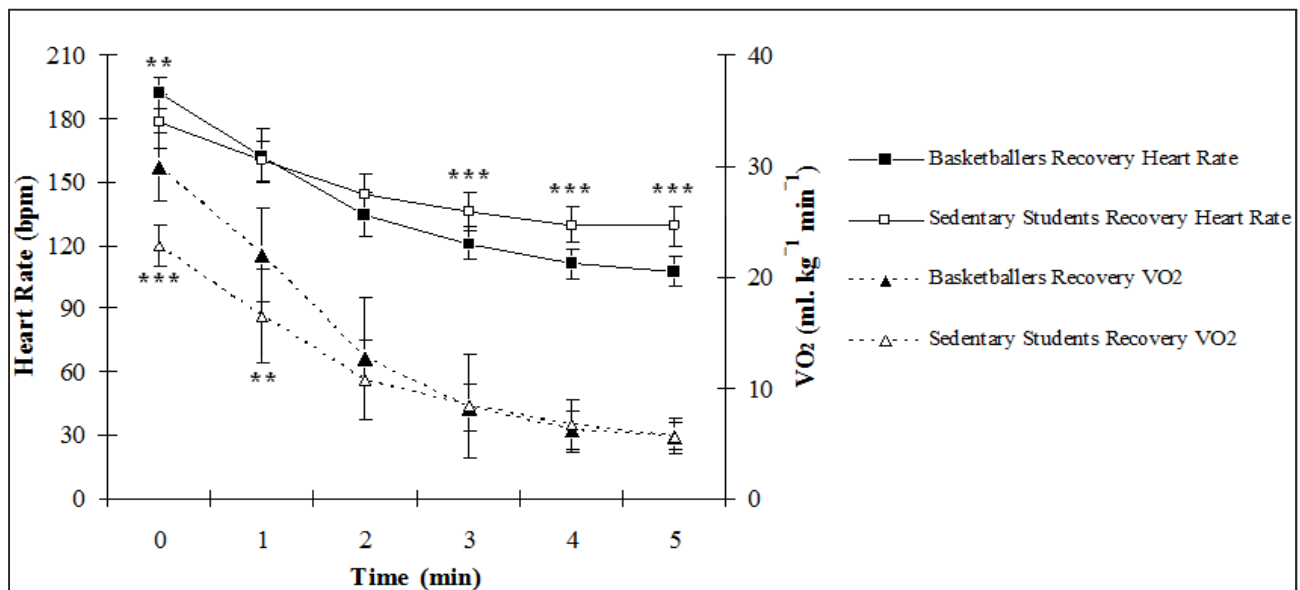 210
180
150
120
90
60
30
0
Heart Rate (bpm)
**
***
**
***
***
***
40
30
20
10
0
VO₂ (ml. kg⁻¹ min⁻¹)
0 1 2 3 4 5
Time (min)
Basketballers Recovery Heart Rate
Sedentary Students Recovery Heart Rate
Basketballers Recovery VO2
Sedentary Students Recovery VO2